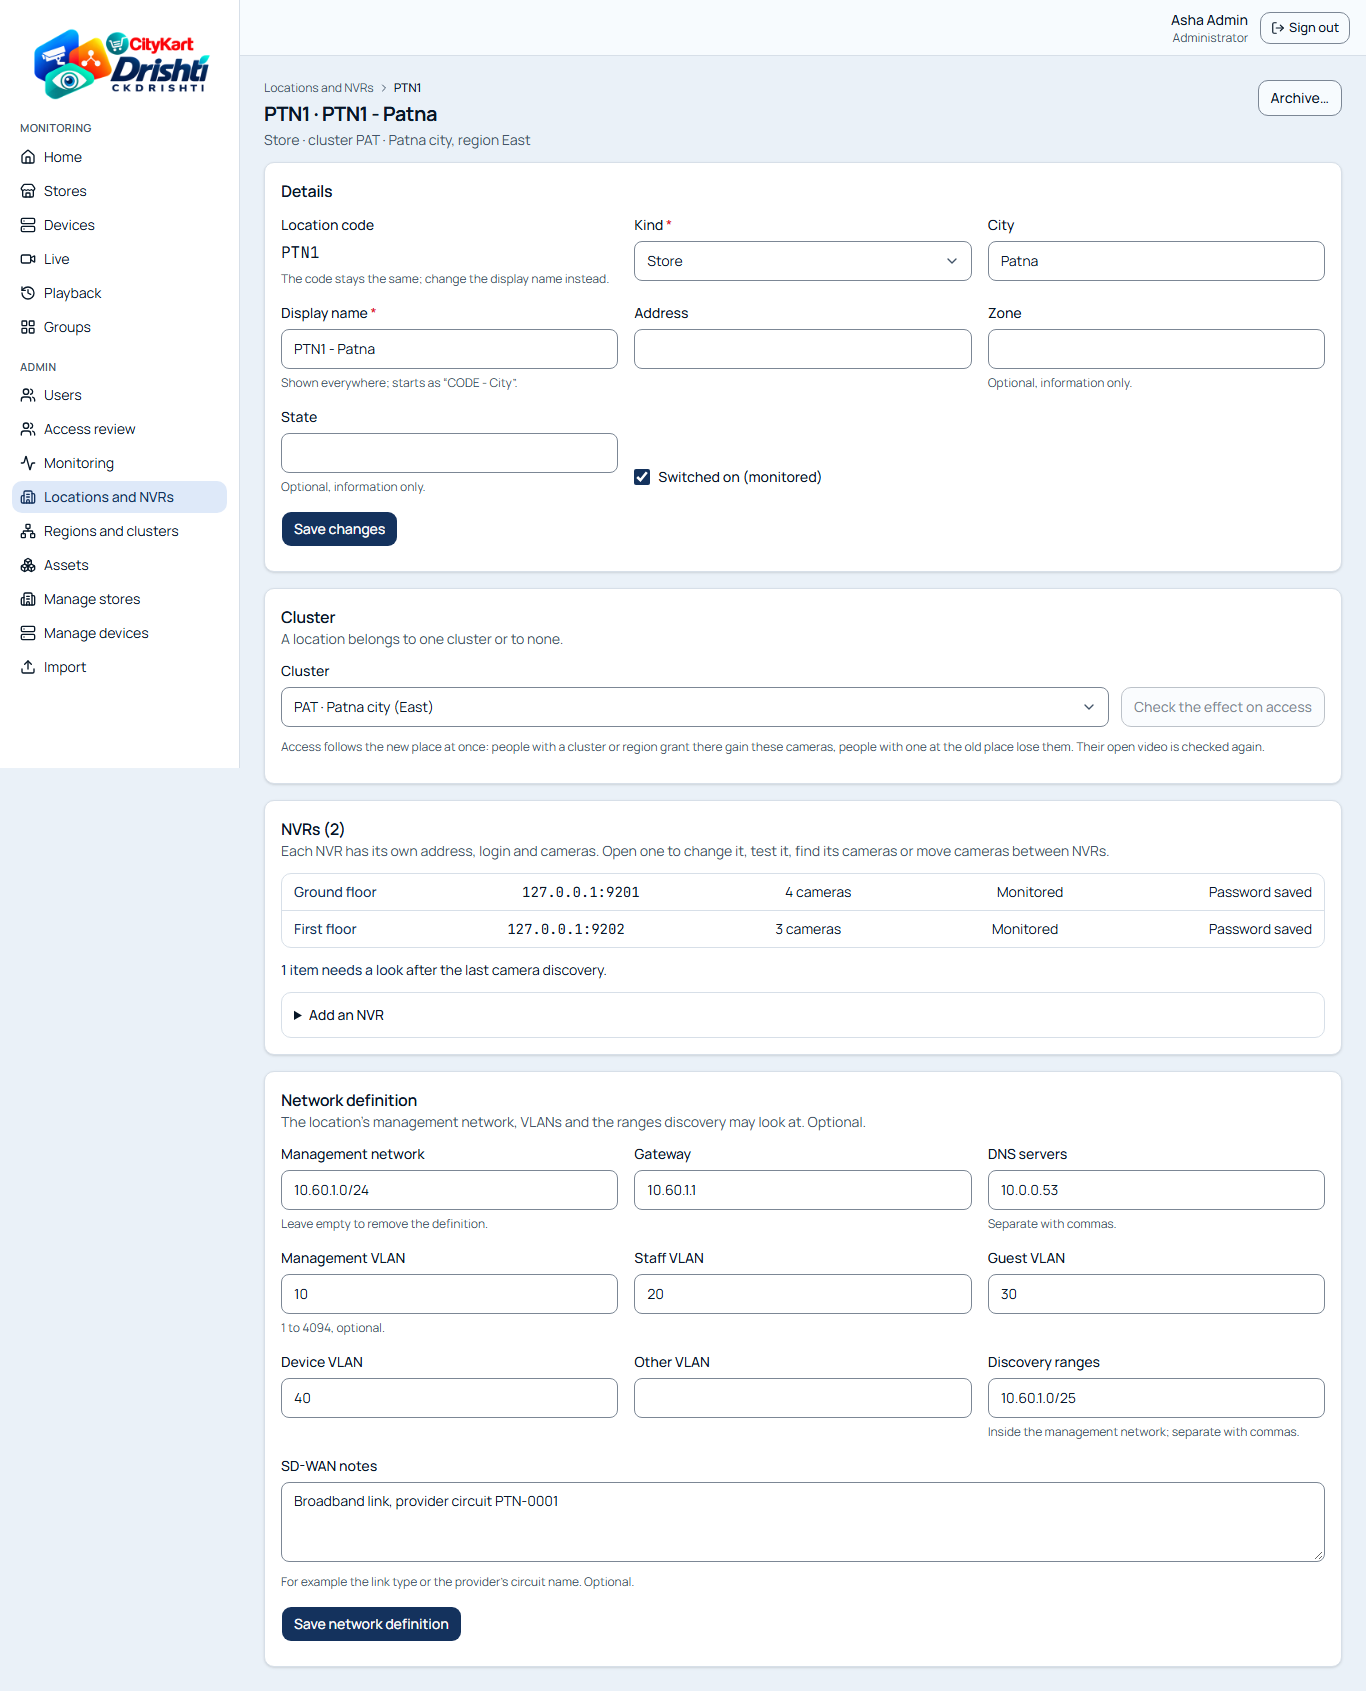 CityKart
Drishti
CKDRISHTI
MONITORING
Home
Stores
Devices
Live
Playback
Groups
ADMIN
Users
Access review
Monitoring
Locations and NVRs
Regions and clusters
Assets
Manage stores
Manage devices
Import
Asha Admin
Administrator
Sign out
Locations and NVRs > PTN1
PTN1 · PTN1 - Patna
Archive...
Store · cluster PAT · Patna city, region East
Details
Location code
PTN1
The code stays the same; change the display name instead.
Kind *
Store
City
Patna
Display name *
PTN1 - Patna
Shown everywhere; starts as “CODE - City”.
Address
Zone
Optional, information only.
State
Optional, information only.
Switched on (monitored)
Save changes
Cluster
A location belongs to one cluster or to none.
Cluster
PAT · Patna city (East)
Check the effect on access
Access follows the new place at once: people with a cluster or region grant there gain these cameras, people with one at the old place lose them. Their open video is checked again.
NVRs (2)
Each NVR has its own address, login and cameras. Open one to change it, test it, find its cameras or move cameras between NVRs.
Ground floor 127.0.0.1:9201 4 cameras Monitored Password saved
First floor 127.0.0.1:9202 3 cameras Monitored Password saved
1 item needs a look after the last camera discovery.
Add an NVR
Network definition
The location's management network, VLANs and the ranges discovery may look at. Optional.
Management network
10.60.1.0/24
Leave empty to remove the definition.
Gateway
10.60.1.1
DNS servers
10.0.0.53
Separate with commas.
Management VLAN
10
1 to 4094, optional.
Staff VLAN
20
Guest VLAN
30
Device VLAN
40
Other VLAN
Discovery ranges
10.60.1.0/25
Inside the management network; separate with commas.
SD-WAN notes
Broadband link, provider circuit PTN-0001
For example the link type or the provider's circuit name. Optional.
Save network definition